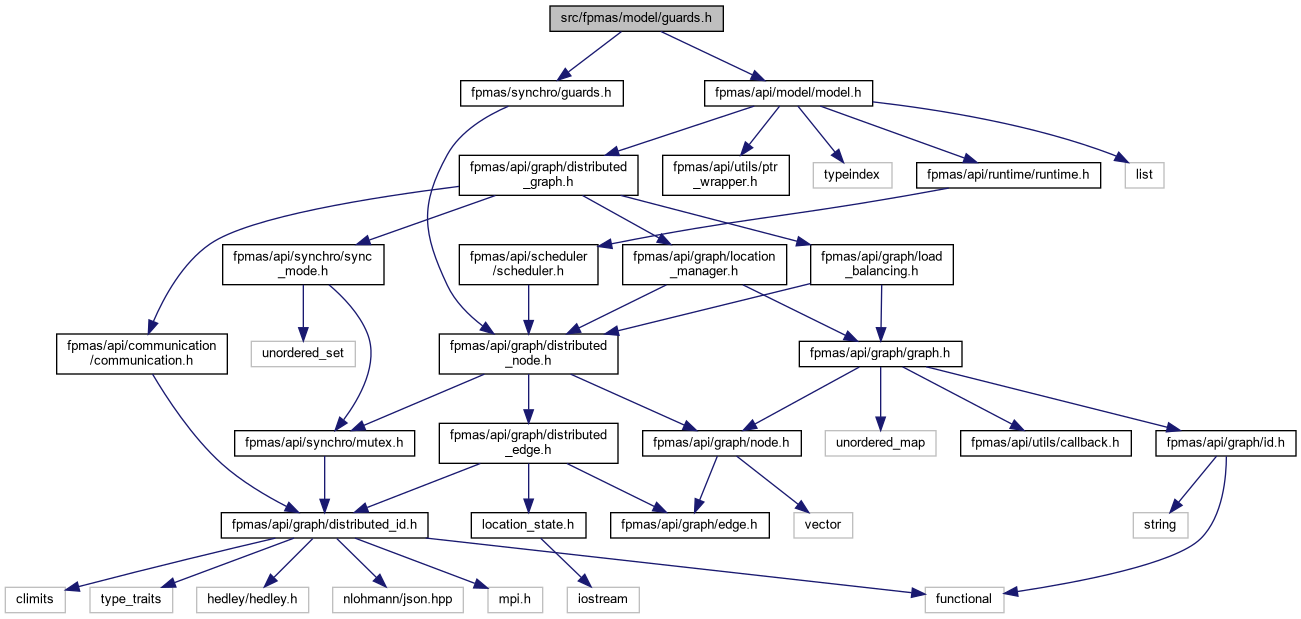 src/fpmas/model/guards.h
fpmas/synchro/guards.h
fpmas/api/model/model.h
fpmas/api/graph/distributed
_graph.h
fpmas/api/utils/ptr
_wrapper.h
typeindex
fpmas/api/runtime/runtime.h
list
fpmas/api/synchro/sync
_mode.h
fpmas/api/scheduler
/scheduler.h
fpmas/api/graph/location
_manager.h
fpmas/api/graph/load
_balancing.h
fpmas/api/communication
/communication.h
unordered_set
fpmas/api/graph/distributed
_node.h
fpmas/api/graph/graph.h
fpmas/api/synchro/mutex.h
fpmas/api/graph/distributed
_edge.h
fpmas/api/graph/node.h
unordered_map
fpmas/api/utils/callback.h
fpmas/api/graph/id.h
fpmas/api/graph/distributed_id.h
location_state.h
fpmas/api/graph/edge.h
vector
string
climits
type_traits
hedley/hedley.h
nlohmann/json.hpp
mpi.h
iostream
functional